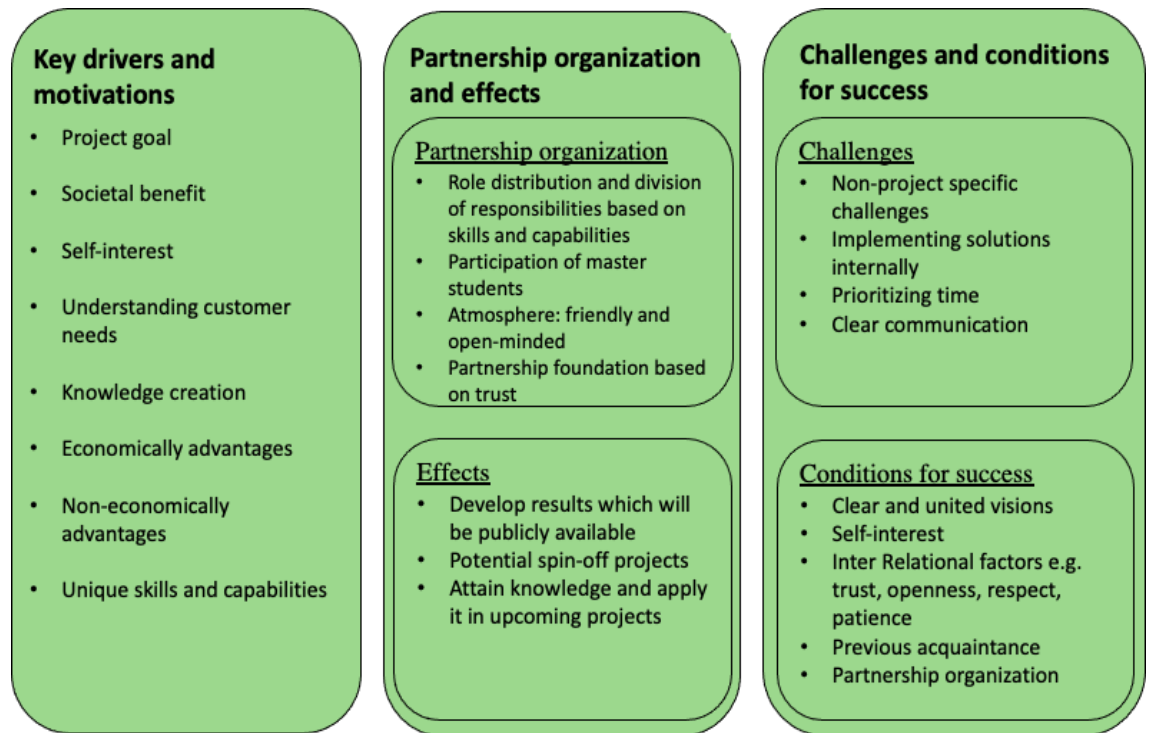 Key drivers and
motivations
• Project goal
• Societal benefit
• Self-interest
• Understanding customer
needs
• Knowledge creation
• Economically advantages
• Non-economically
advantages
• Unique skills and capabilities
Partnership organization
and effects
Partnership organization
• Role distribution and division
of responsibilities based on
skills and capabilities
• Participation of master
students
• Atmosphere: friendly and
open-minded
• Partnership foundation based
on trust
Effects
• Develop results which will
be publicly available
• Potential spin-off projects
• Attain knowledge and apply
it in upcoming projects
Challenges and conditions
for success
Challenges
• Non-project specific
challenges
• Implementing solutions
internally
• Prioritizing time
• Clear communication
Conditions for success
• Clear and united visions
• Self-interest
• Inter Relational factors e.g.
trust, openness, respect,
patience
• Previous acquaintance
• Partnership organization